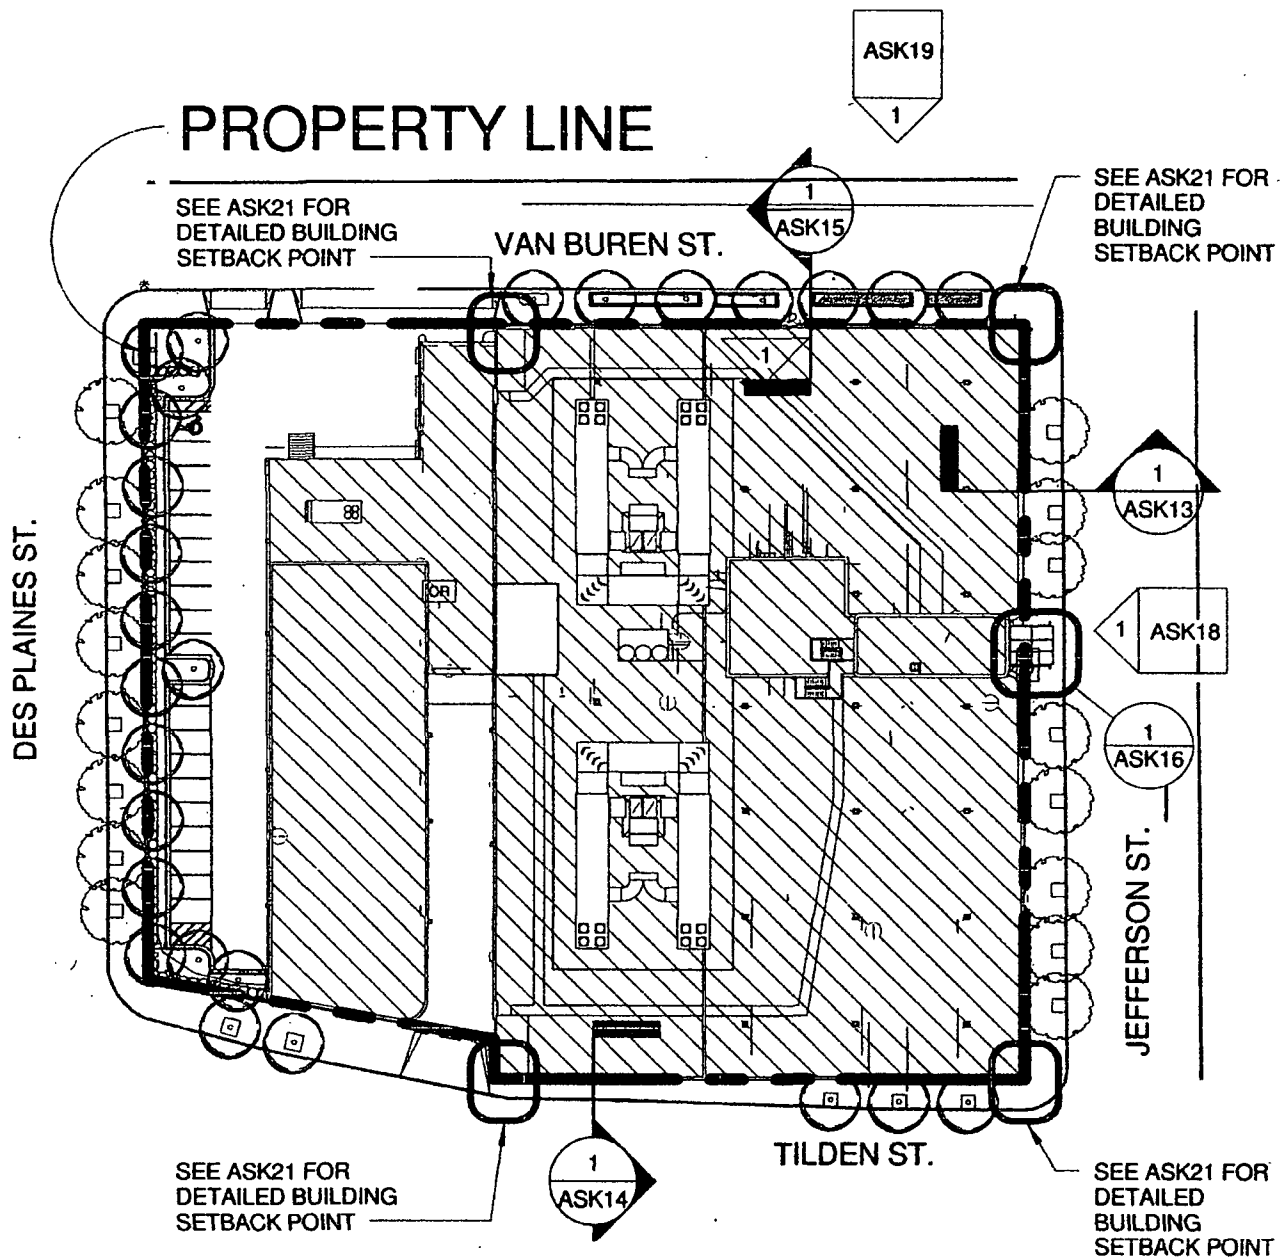 ASK19
1
PROPERTY LINE
SEE ASK21 FOR
DETAILED BUILDING
SETBACK POINT
VAN BUREN ST.
1
ASK15
SEE ASK21 FOR
DETAILED
BUILDING
SETBACK POINT
1
1
ASK13
DES PLAINES ST.
OR
1
ASK18
1
ASK16
JEFFERSON ST.
TILDEN ST.
SEE ASK21 FOR
DETAILED BUILDING
SETBACK POINT
1
ASK14
SEE ASK21 FOR
DETAILED
BUILDING
SETBACK POINT